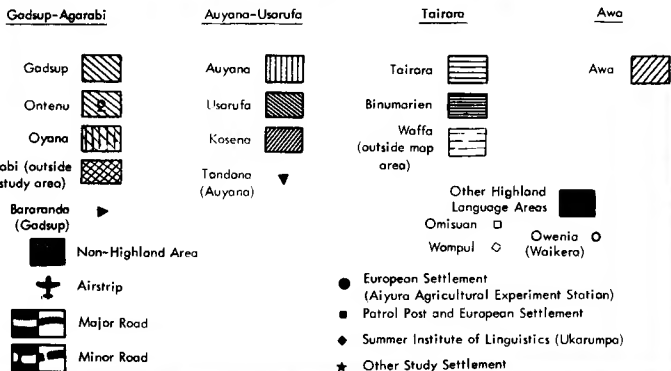 Gadsup-Agarabi
Auyana-Usarufa
Tairora
Awa
Gadsup
Auyana
Tairora
Awa
Ontenu
Usarufa
Binumarien
Oyana
Kosena
Waffa
(outside map
area)
abi (outside
study area)
Tondona
(Auyana)
Baroranda
(Gadsup)
Other Highland
Language Areas
Omisuan
Owenia
(Waikera)
Wompul
Non-Highland Area
Airstrip
Major Road
Minor Road
European Settlement
(Aiyura Agricultural Experiment Station)
Patrol Post and European Settlement
Summer Institute of Linguistics (Ukarumpa)
Other Study Settlement